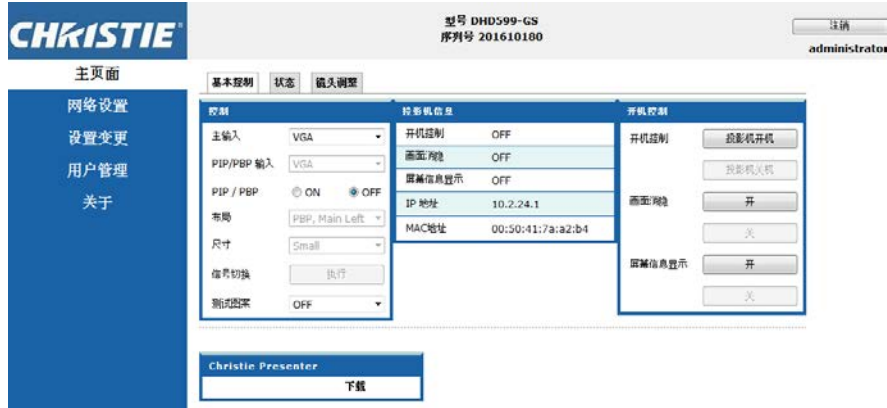 CHRISTIE
型号 DHD599-GS
序列号 201610180
注销
administrator
主页面
网络设置
设置变更
用户管理
关于
基本控制 状态 镜头调整
控制
主输入 VGA
PIP/PBP 输入 VGA
PIP / PBP ON OFF
布局 PBP, Main Left
尺寸 Small
信号切换 执行
测试图案 OFF
投影机信息
开机控制 OFF
画面消隐 OFF
屏幕信息显示 OFF
IP 地址 10.2.24.1
MAC地址 00:50:41:7a:a2:b4
开机控制
开机控制 投影机开机
投影机关机
画面消隐 开
关
屏幕信息显示 开
关
Christie Presenter
下载